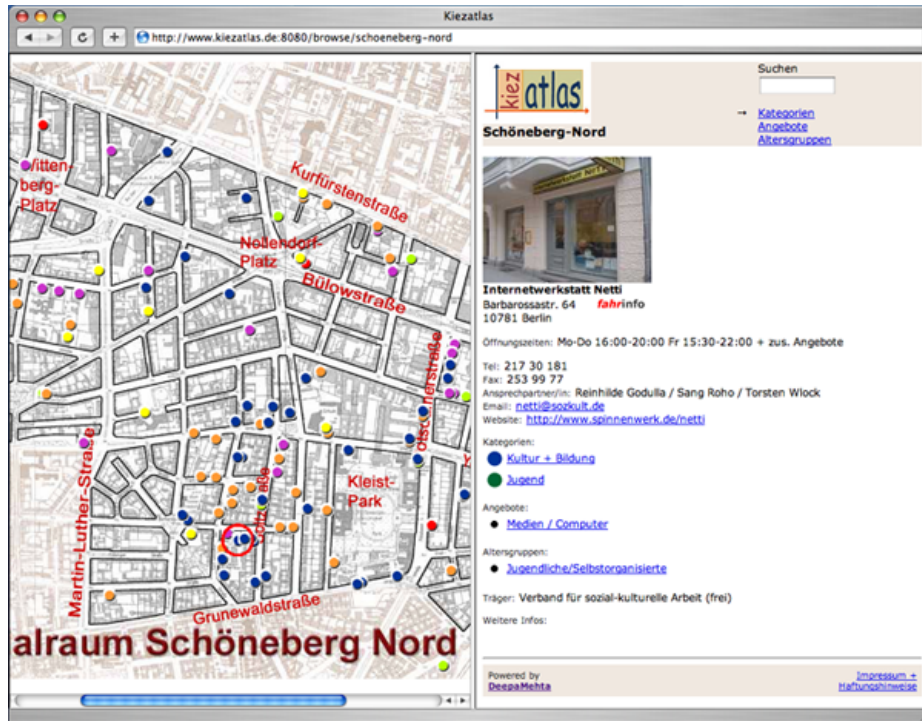 Kiezatlas
http://www.kiezatlas.de:8080/browse/schoeneberg-nord
Witten-
berg-
Platz
Kurfürstenstraße
Nollendorf-
Platz
Bülowstraße
Martin-Luther-Straße
Kleist-
Park
Grunewaldstraße
alraum Schöneberg Nord
kiez atlas
Schöneberg-Nord
Suchen
→ Kategorien
Angebote
Altersgruppen
Internetwerkstatt Netti
Barbarossastr. 64 fahrinfo
10781 Berlin
Öffnungszeiten: Mo-Do 16:00-20:00 Fr 15:30-22:00 + zus. Angebote
Tel: 217 30 181
Fax: 253 99 77
Ansprechpartner/in: Reinhilde Godulla / Sang Roho / Torsten Wlock
Email: netti@sozkult.de
Website: http://www.spinnenwerk.de/netti
Kategorien:
Kultur + Bildung
Jugend
Angebote:
Medien / Computer
Altersgruppen:
Jugendliche/Selbstorganisierte
Träger: Verband für sozial-kulturelle Arbeit (frei)
Weitere Infos:
Powered by
DeepaMehta
Impressum +
Haftungshinweise